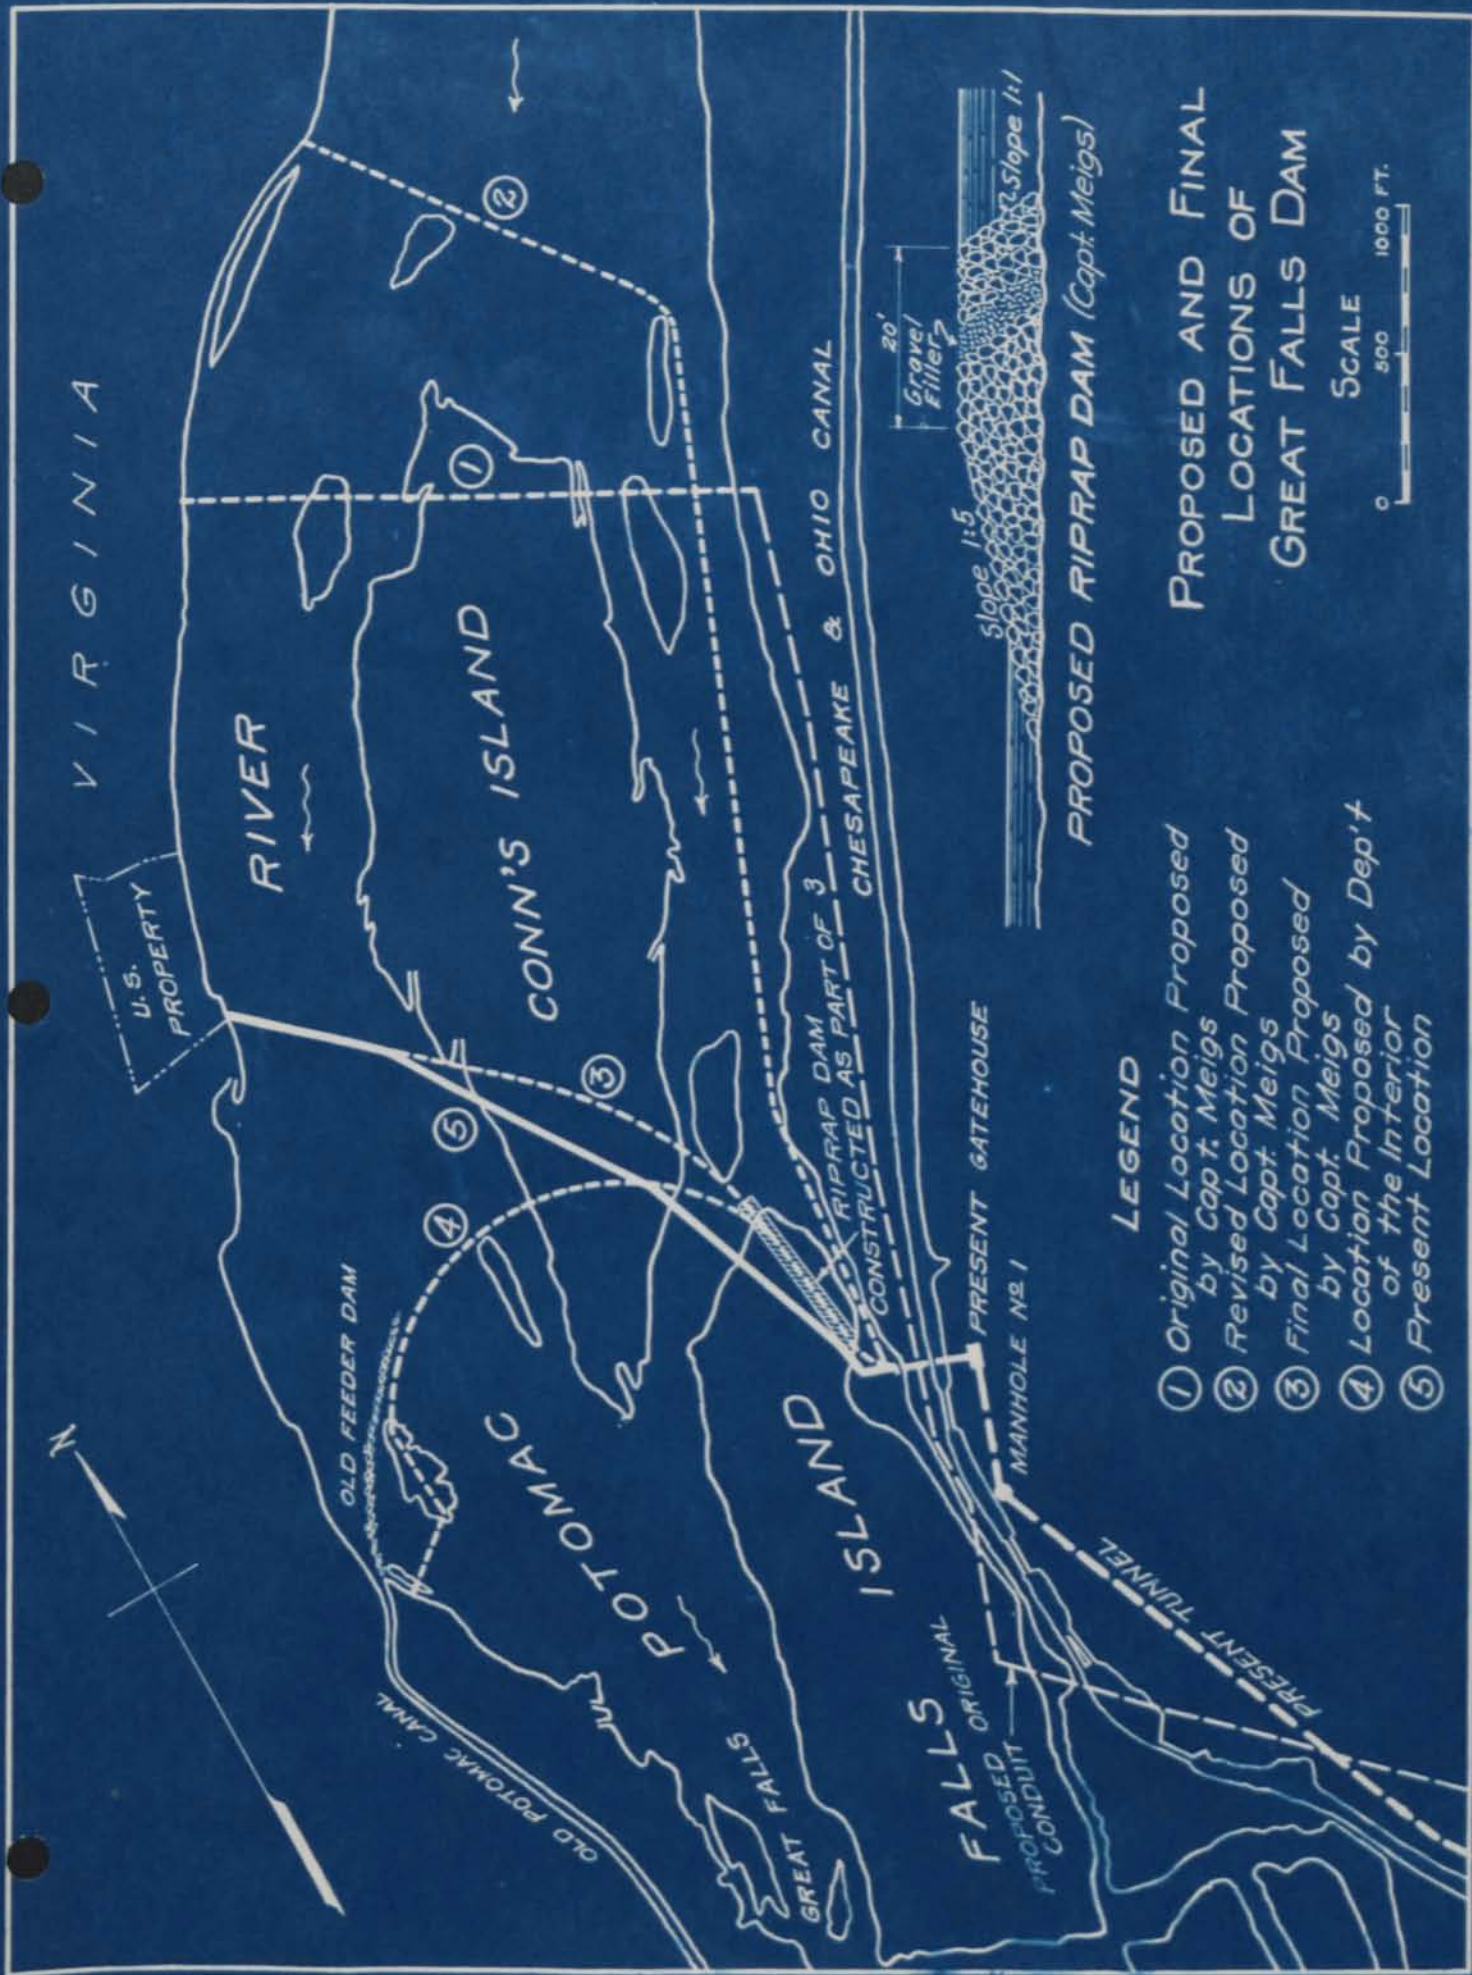 VIRGINIA
U.S.
PROPERTY
RIVER
CONN'S ISLAND
①
②
③
④
⑤
N
OLD FEEDER DAM
OLD POTOMAC CANAL
POTOMAC
GREAT FALLS
FALLS ISLAND
PROPOSED ORIGINAL
CONDUIT
RIPRAP DAM
CONSTRUCTED AS PART OF 3
CHESAPEAKE & OHIO CANAL
PRESENT GATEHOUSE
MANHOLE Nº 1
PRESENT TUNNEL
20'
Gravel
Filler
Slope 1:5
Slope 1:1
PROPOSED RIPRAP DAM (Capt. Meigs)
LEGEND
① Original Location Proposed
by Capt. Meigs
② Revised Location Proposed
by Capt. Meigs
③ Final Location Proposed
by Capt. Meigs
④ Location Proposed by Dep't
of the Interior
⑤ Present Location
PROPOSED AND FINAL
LOCATIONS OF
GREAT FALLS DAM
SCALE
0 500 1000 FT.